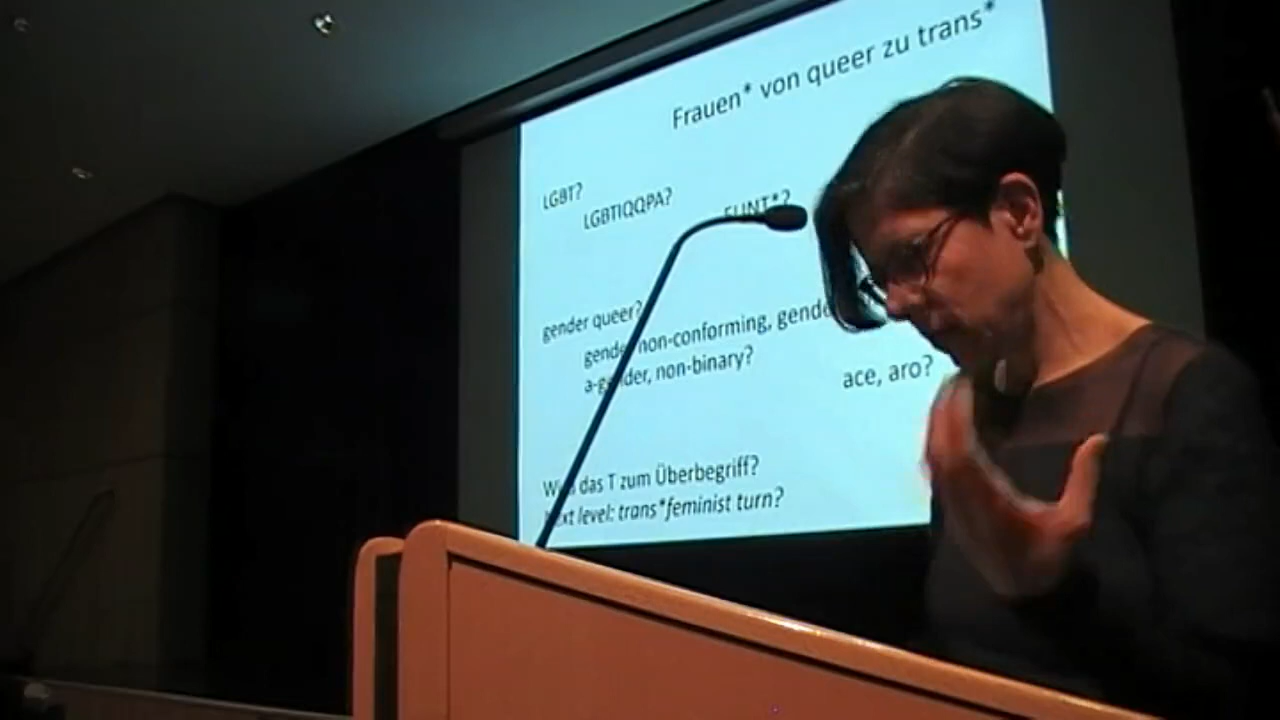 Frauen* von queer zu trans*
LGBT?
LGBTIQQPA?
gender queer?
non-conforming,
a-gender, non-binary?
ace, aro?
das T zum Überbegriff?
level: trans*feminist turn?